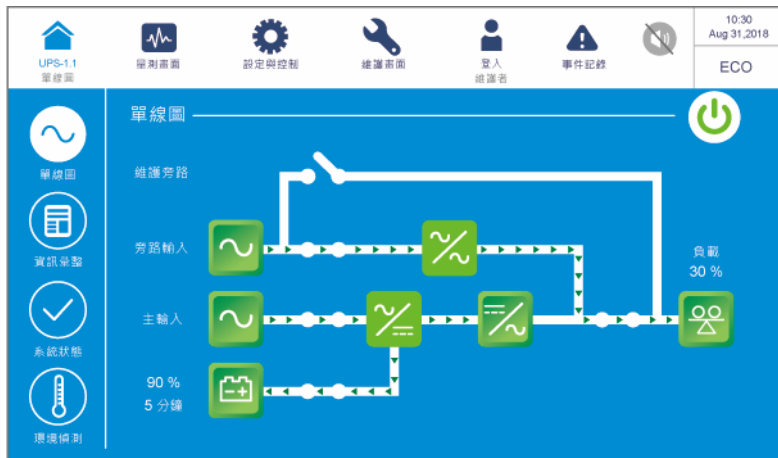 UPS-1.1
單線圖
量測畫面
設定與控制
維護畫面
登入
維護者
事件記錄
10:30
Aug 31,2018
ECO
單線圖
單線圖
維護旁路
資訊彙整
旁路輸入
負載
30 %
主輸入
系統狀態
90 %
5 分鐘
環境偵測